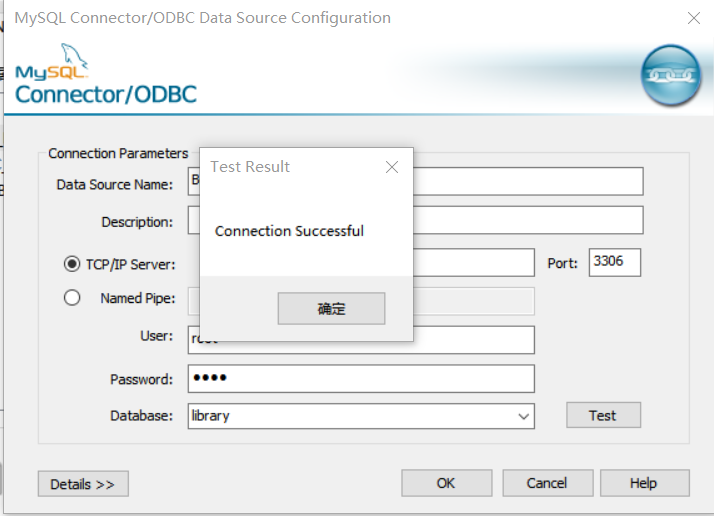 MySQL Connector/ODBC Data Source Configuration
MySQL
Connector/ODBC
Connection Parameters
Test Result
Data Source Name: B
Description:
Connection Successful
TCP/IP Server:
Port: 3306
Named Pipe:
确定
User:
Password: ••••
Database: library
Test
Details >>
OK
Cancel
Help